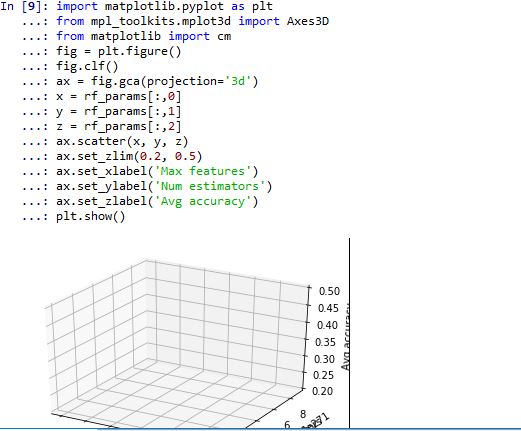 In [9]: import matplotlib.pyplot as plt
...: from mpl_toolkits.mplot3d import Axes3D
...: from matplotlib import cm
...: fig = plt.figure()
...: fig.clf()
...: ax = fig.gca(projection='3d')
...: x = rf_params[:,0]
...: y = rf_params[:,1]
...: z = rf_params[:,2]
...: ax.scatter(x, y, z)
...: ax.set_zlim(0.2, 0.5)
...: ax.set_xlabel('Max features')
...: ax.set_ylabel('Num estimators')
...: ax.set_zlabel('Avg accuracy')
...: plt.show()
0.50
0.45
0.40
0.35
0.30
0.25
0.20
Avg accuracy
8
6